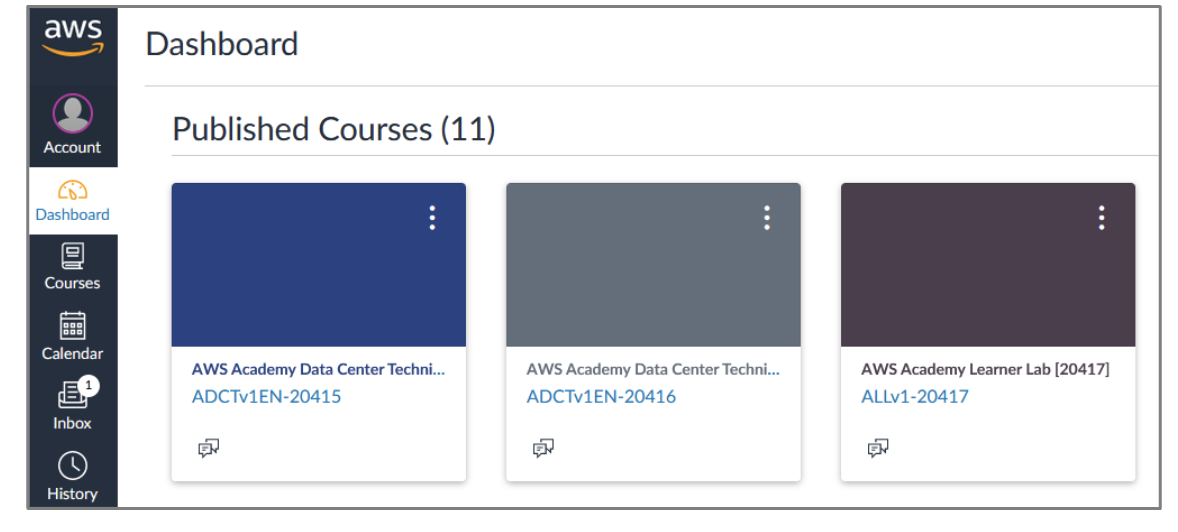 aws
Account
Dashboard
Courses
Calendar
1
Inbox
History
Dashboard
Published Courses (11)
AWS Academy Data Center Techni...
ADCTv1EN-20415
AWS Academy Data Center Techni...
ADCTv1EN-20416
AWS Academy Learner Lab [20417]
ALLv1-20417